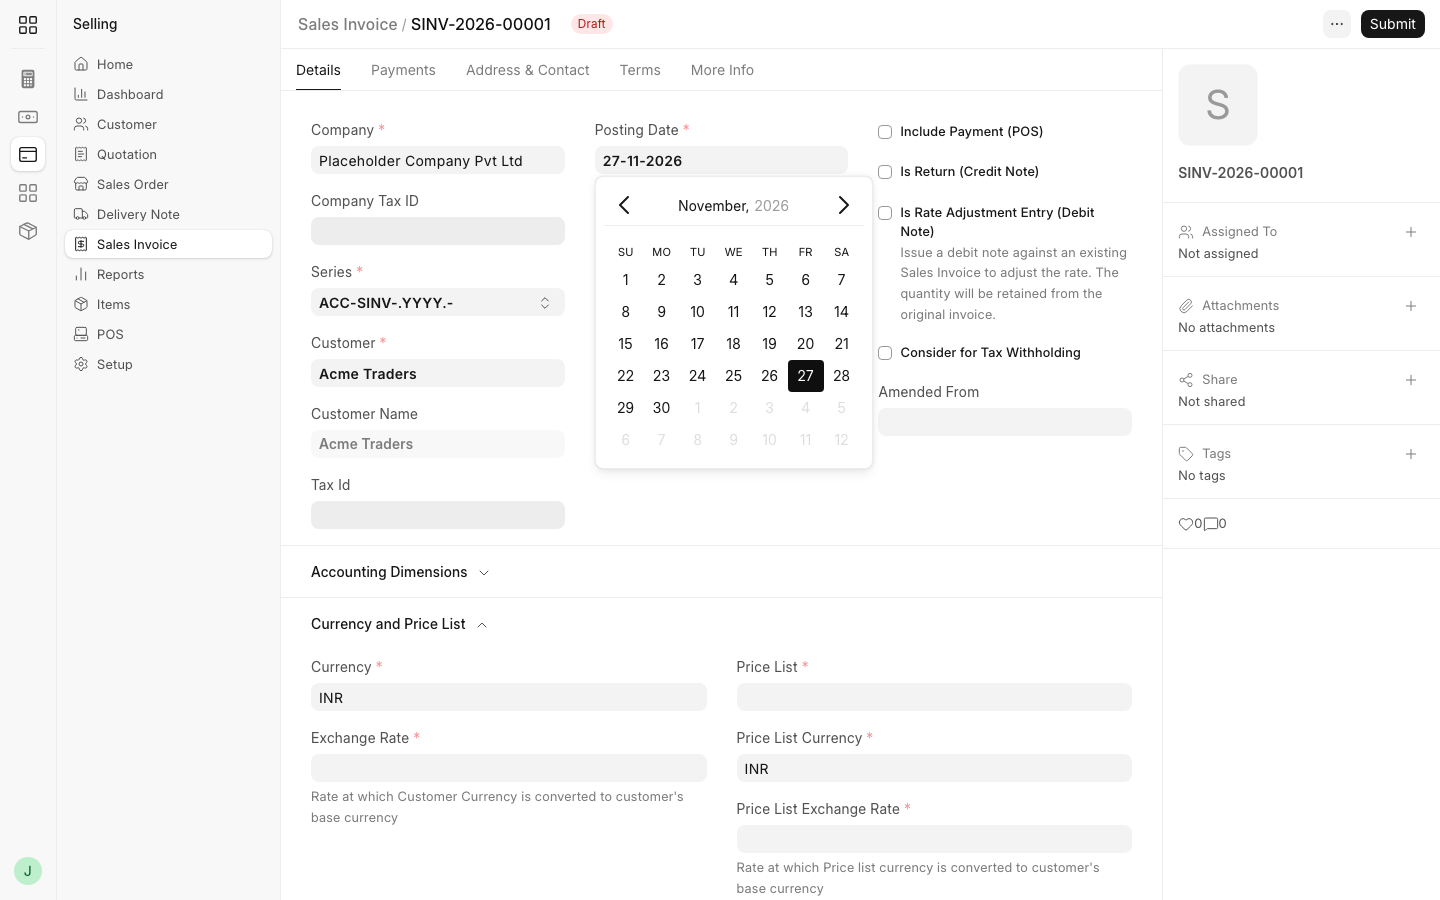 Selling
Home
Dashboard
Customer
Quotation
Sales Order
Delivery Note
Sales Invoice
Reports
Items
POS
Setup
J
Sales Invoice / SINV-2026-00001
Draft
Submit
Details
Payments
Address & Contact
Terms
More Info
Company *
Placeholder Company Pvt Ltd
Company Tax ID
Series *
ACC-SINV-.YYYY.-
Customer *
Acme Traders
Customer Name
Acme Traders
Tax Id
Posting Date *
27-11-2026
November, 2026
SU MO TU WE TH FR SA
1 2 3 4 5 6 7
8 9 10 11 12 13 14
15 16 17 18 19 20 21
22 23 24 25 26 27 28
29 30 1 2 3 4 5
6 7 8 9 10 11 12
Include Payment (POS)
Is Return (Credit Note)
Is Rate Adjustment Entry (Debit
Note)
Issue a debit note against an existing
Sales Invoice to adjust the rate. The
quantity will be retained from the
original invoice.
Consider for Tax Withholding
Amended From
Accounting Dimensions
Currency and Price List
Currency *
INR
Exchange Rate *
Rate at which Customer Currency is converted to customer's
base currency
Price List *
Price List Currency *
INR
Price List Exchange Rate *
Rate at which Price list currency is converted to customer's
base currency
S
SINV-2026-00001
Assigned To
Not assigned
Attachments
No attachments
Share
Not shared
Tags
No tags
0 0